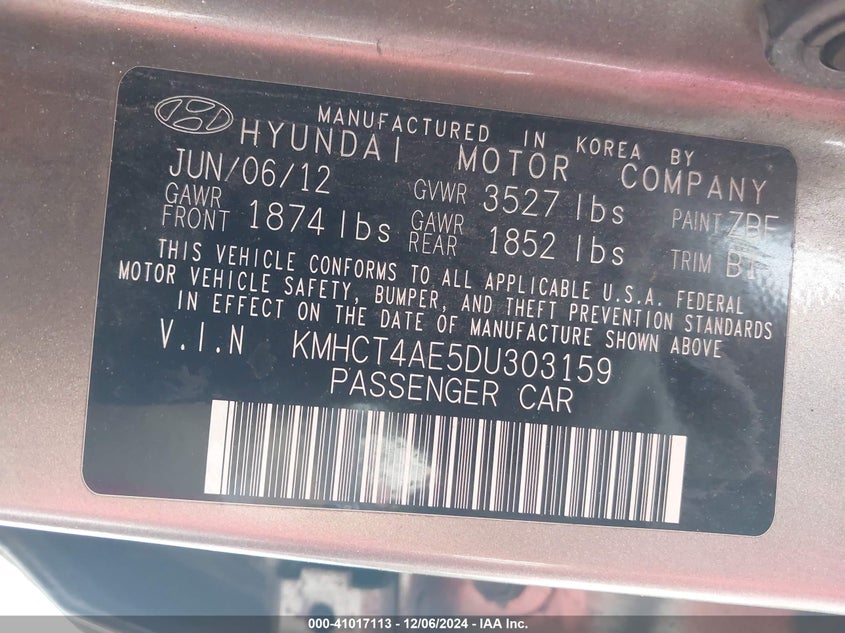 MANUFACTURED IN KOREA BY
HYUNDAI MOTOR COMPANY
JUN/06/12 GVWR 3527 lbs PAINT
GAWR FRONT 1874 lbs GAWR REAR 1852 lbs TRIM
THIS VEHICLE CONFORMS TO ALL APPLICABLE U.S.A. FEDERAL
MOTOR VEHICLE SAFETY, BUMPER, AND THEFT PREVENTION STANDARDS
IN EFFECT ON THE DATE OF MANUFACTURE SHOWN ABOVE
V.I.N KMHCT4AE5DU303159
PASSENGER CAR
000-41017113 - 12/06/2024 - IAA Inc.